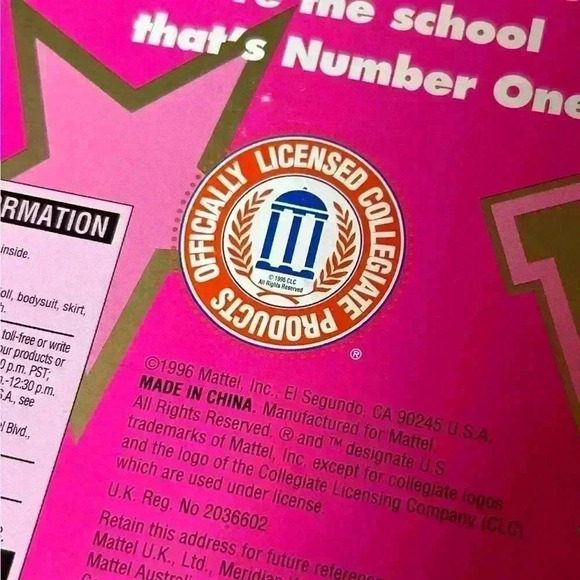 the school
that's Number One
OFFICIALLY LICENSED COLLEGIATE PRODUCTS
© 1995 CLC
All Rights Reserved
®
RMATION
inside.
oll, bodysuit, skirt,
toll-free or write
our products or
0 p.m. PST;
.-12:30 p.m.
S.A., see
l Blvd.,
©1996 Mattel, Inc., El Segundo, CA 90245 U.S.A.
MADE IN CHINA. Manufactured for Mattel.
All Rights Reserved. ® and ™ designate U.S.
trademarks of Mattel, Inc. except for collegiate logos
and the logo of the Collegiate Licensing Company (CLC)
which are used under license.
U.K. Reg. No 2036602
Retain this address for future reference
Mattel U.K., Ltd., Meridian
Mattel Australia